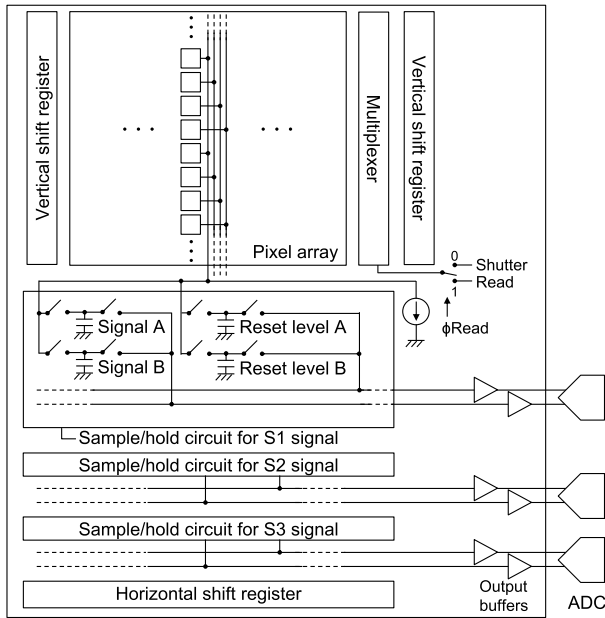 Vertical shift register
Pixel array
Multiplexer
Vertical shift register
0
Shutter
Read
1
ϕRead
Signal A
Reset level A
Signal B
Reset level B
Sample/hold circuit for S1 signal
Sample/hold circuit for S2 signal
Sample/hold circuit for S3 signal
Horizontal shift register
Output
buffers
ADC